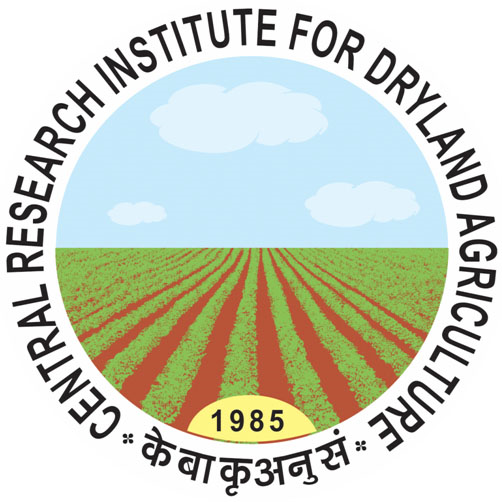 CENTRAL RESEARCH INSTITUTE FOR DRYLAND AGRICULTURE
1985
केबाकृअनुसं